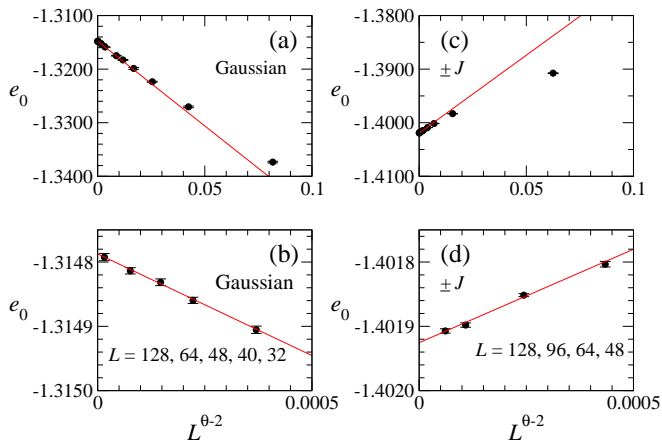 -1.3100
(a)
-1.3200
Gaussian
e₀
-1.3300
-1.3400
0
0.05
0.1
-1.3800
(c)
-1.3900
±J
e₀
-1.4000
-1.4100
0
0.05
0.1
(b)
-1.3148
Gaussian
e₀
-1.3149
L = 128, 64, 48, 40, 32
-1.3150
0
0.0005
L^θ-2
(d)
-1.4018
±J
e₀
-1.4019
L = 128, 96, 64, 48
-1.4020
0
0.0005
L^θ-2